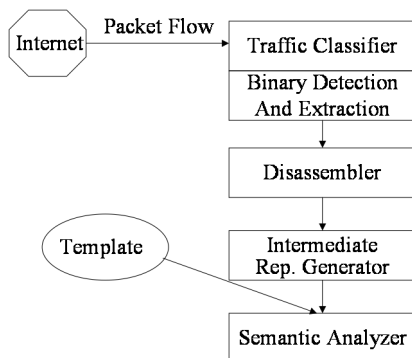 Internet
Packet Flow
Traffic Classifier
Binary Detection
And Extraction
Disassembler
Template
Intermediate
Rep. Generator
Semantic Analyzer